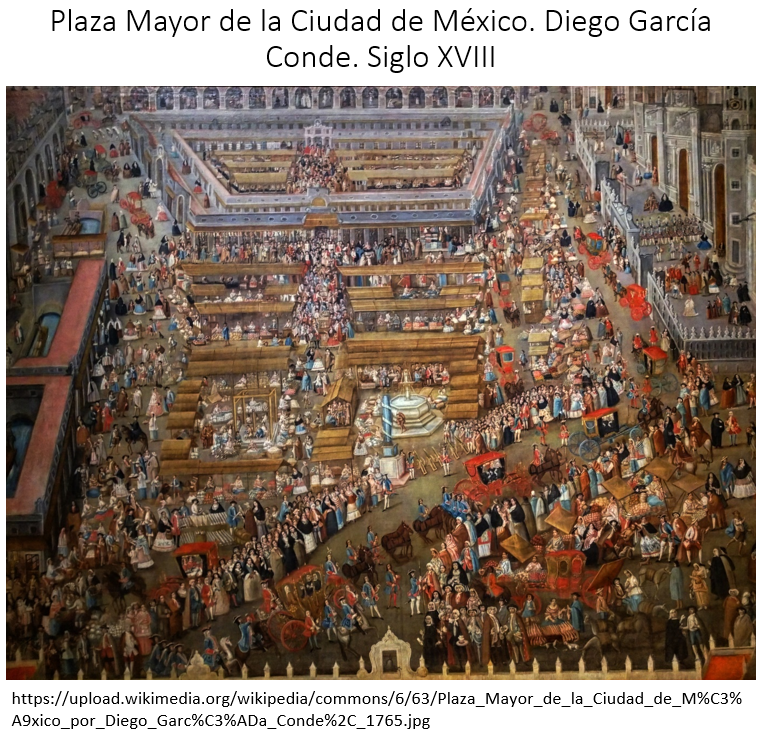 Plaza Mayor de la Ciudad de México. Diego García
Conde. Siglo XVIII
https://upload.wikimedia.org/wikipedia/commons/6/63/Plaza_Mayor_de_la_Ciudad_de_M%C3%
A9xico_por_Diego_Garc%C3%ADa_Conde%2C_1765.jpg